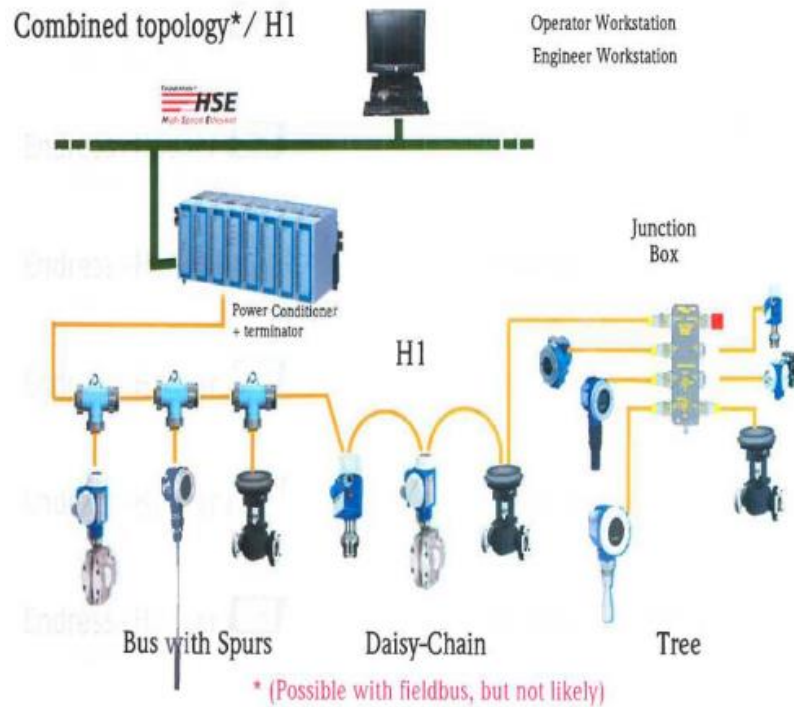 Combined topology*/ H1
Operator Workstation
Engineer Workstation
HSE
High Speed Ethernet
Junction
Box
Power Conditioner
+ terminator
H1
Bus with Spurs
Daisy-Chain
Tree
* (Possible with fieldbus, but not likely)